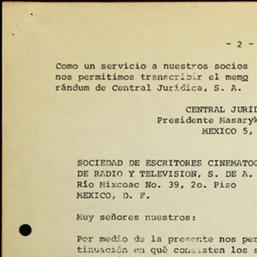 - 2 -
Como un servicio a nuestros socios
nos permitimos transcribir el memo
rándum de Central Jurídica, S. A.
CENTRAL JURID
Presidente Masaryk
MEXICO 5,
SOCIEDAD DE ESCRITORES CINEMATOG
DE RADIO Y TELEVISION, S. DE A.
Río Mixcoac No. 39, 2o. Piso
MEXICO, D. F.
Muy señores nuestros:
Por medio de la presente nos per
tinuación en qué consisten los s